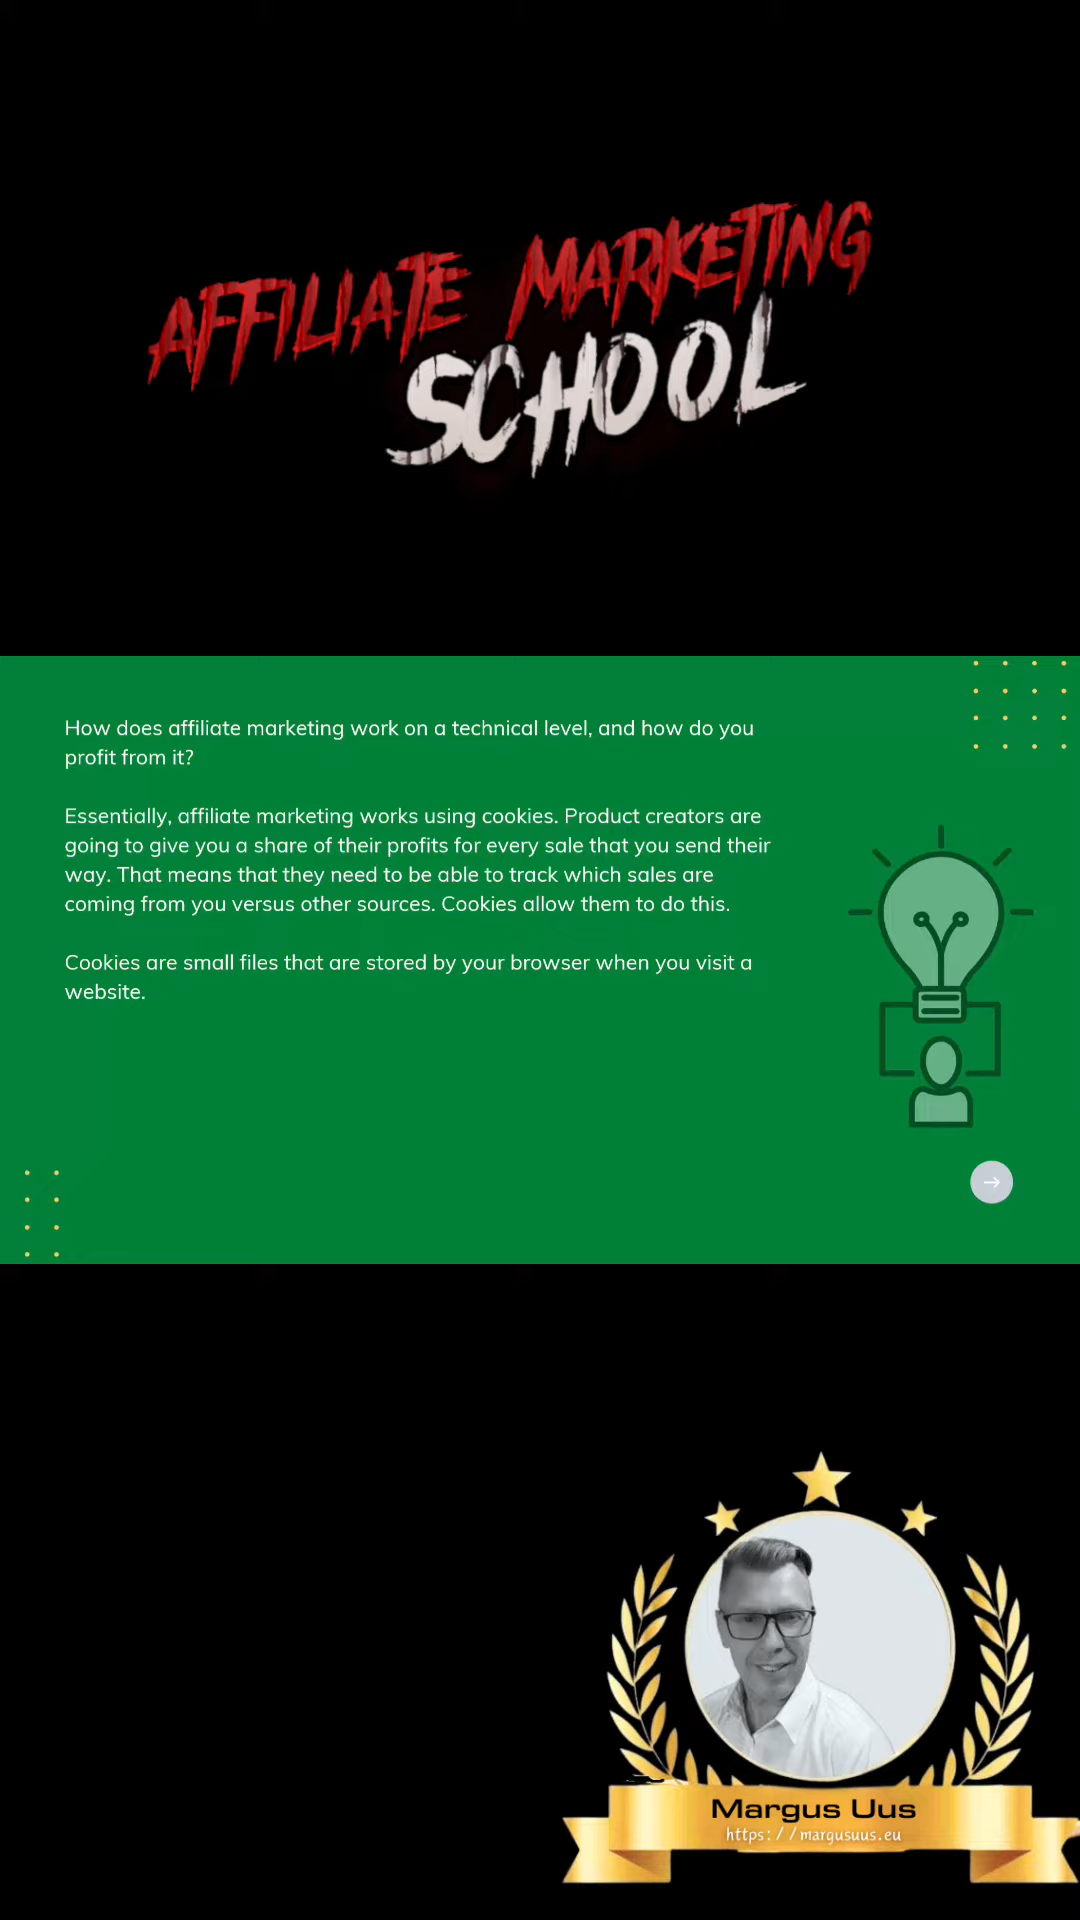 AFFILIATE MARKETING
SCHOOL
How does affiliate marketing work on a technical level, and how do you
profit from it?
Essentially, affiliate marketing works using cookies. Product creators are
going to give you a share of their profits for every sale that you send their
way. That means that they need to be able to track which sales are
coming from you versus other sources. Cookies allow them to do this.
Cookies are small files that are stored by your browser when you visit a
website.
Margus Uus
https://margusuus.eu